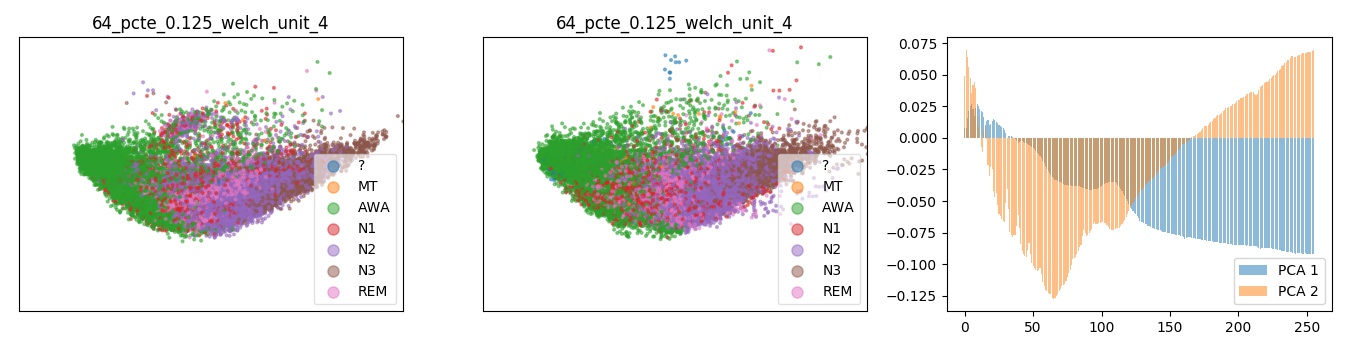 64_pcte_0.125_welch_unit_4
?
MT
AWA
N1
N2
N3
REM
64_pcte_0.125_welch_unit_4
?
MT
AWA
N1
N2
N3
REM
0.075
0.050
0.025
0.000
-0.025
-0.050
-0.075
-0.100
-0.125
PCA 1
PCA 2
0 50 100 150 200 250